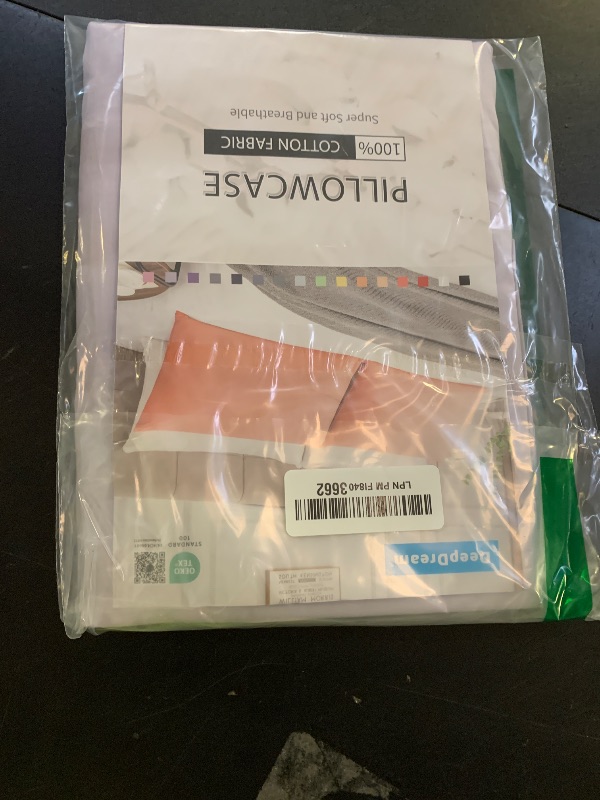 DeepDream
OEKO
TEX
STANDARD
100
LPN PM FI840 3662
PILLOWCASE
100% COTTON FABRIC
Super Soft and Breathable